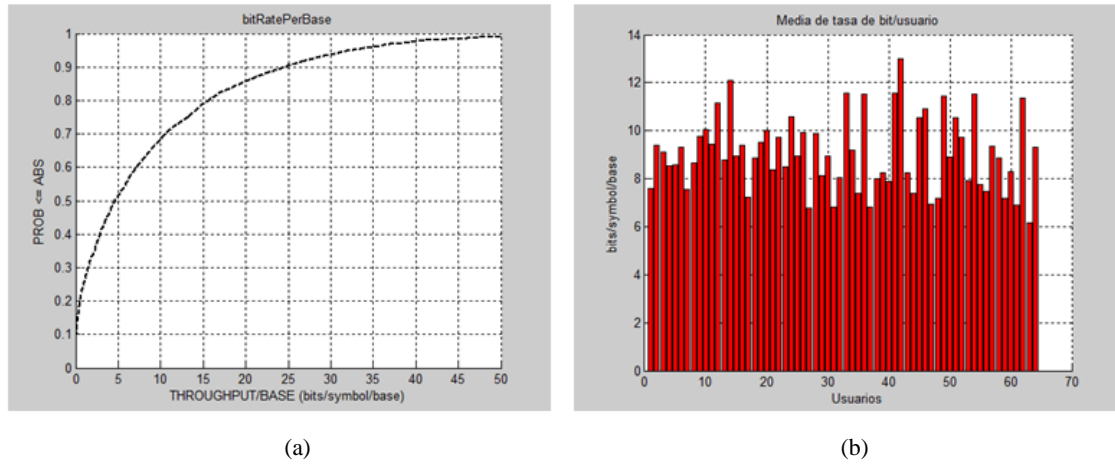 bitRatePerBase
1
0.9
0.8
0.7
0.6
0.5
0.4
0.3
0.2
0.1
0
PROB <= ABS
0 5 10 15 20 25 30 35 40 45 50
THROUGHPUT/BASE (bits/symbol/base)
(a)
Media de tasa de bit/usuario
14
12
10
8
6
4
2
0
bits/symbol/base
0 10 20 30 40 50 60 70
Usuarios
(b)